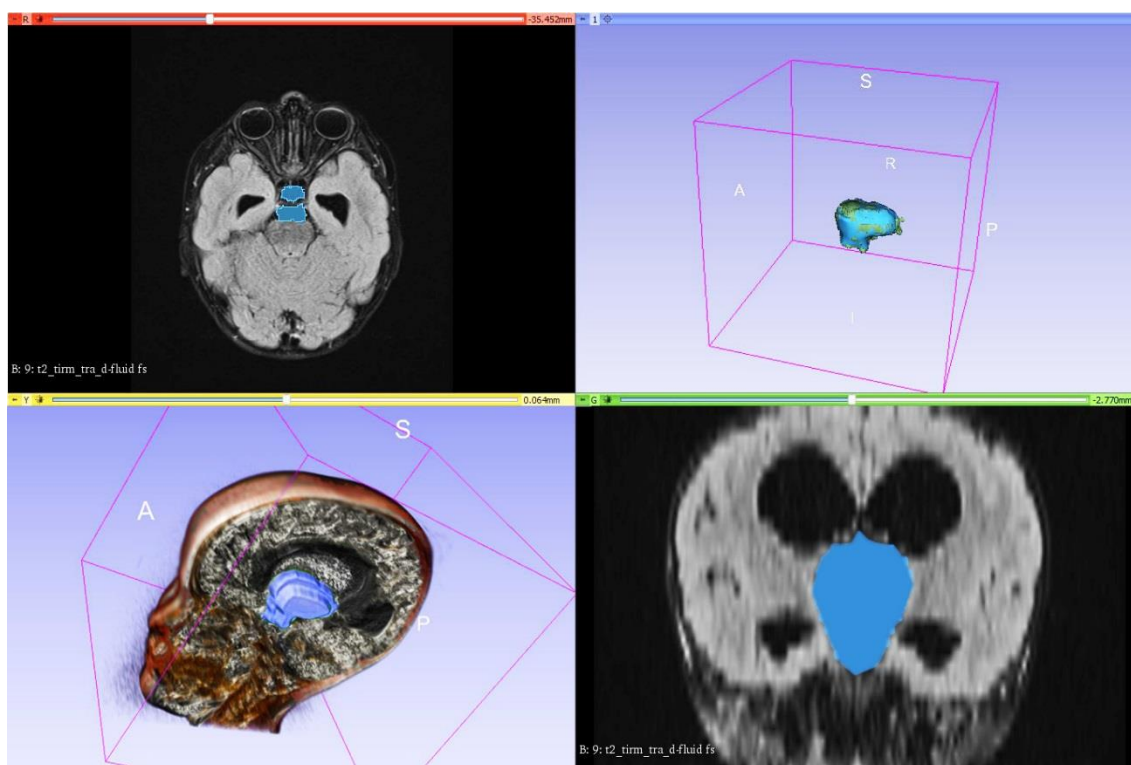 R
-35.452mm
1
B: 9: t2_tirm_tra_d-fluid fs
S
R
A
P
I
Y
0.064mm
G
-2.770mm
S
A
P
B: 9: t2_tirm_tra_d-fluid fs